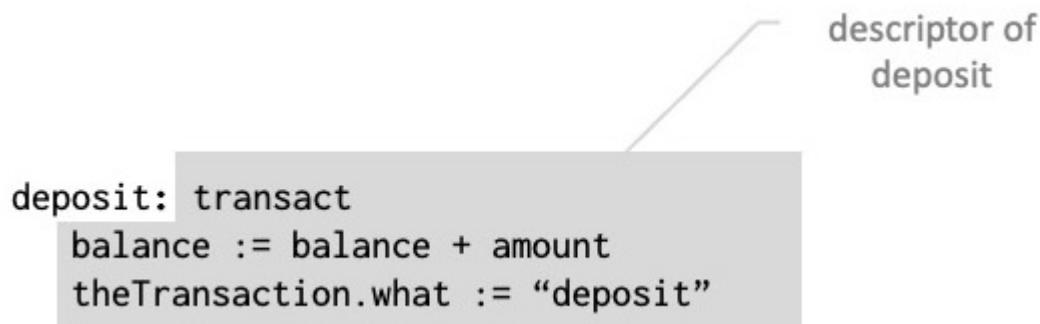 descriptor of
deposit
deposit: transact
balance := balance + amount
theTransaction.what := “deposit”